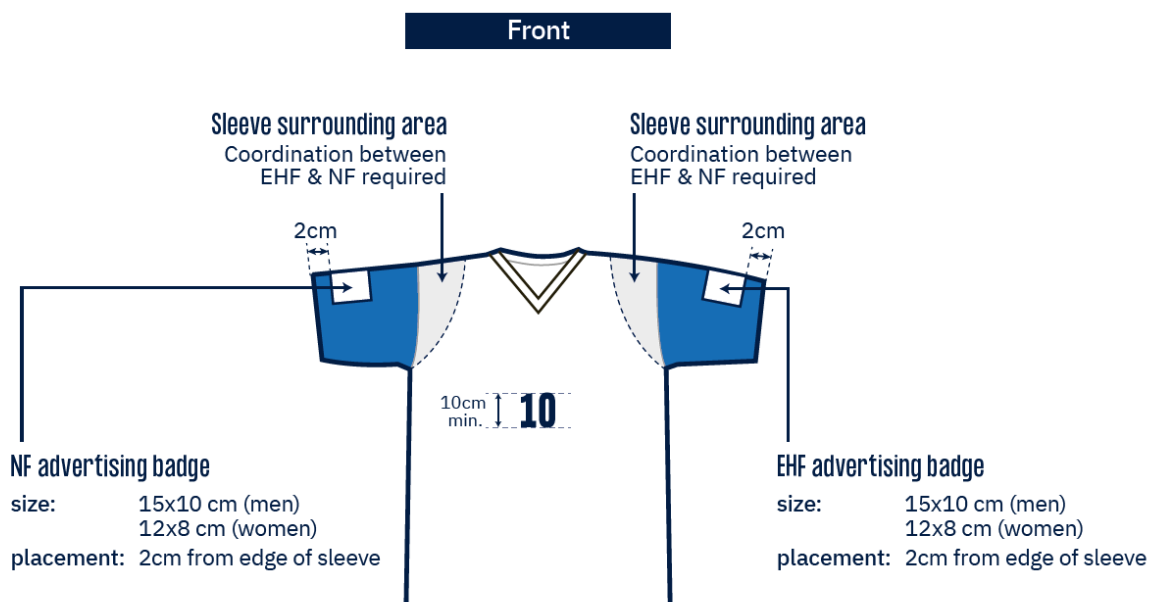 Front
Sleeve surrounding area
Coordination between
EHF & NF required
Sleeve surrounding area
Coordination between
EHF & NF required
2cm
2cm
10cm
min.
10
NF advertising badge
size: 15x10 cm (men)
12x8 cm (women)
placement: 2cm from edge of sleeve
EHF advertising badge
size: 15x10 cm (men)
12x8 cm (women)
placement: 2cm from edge of sleeve